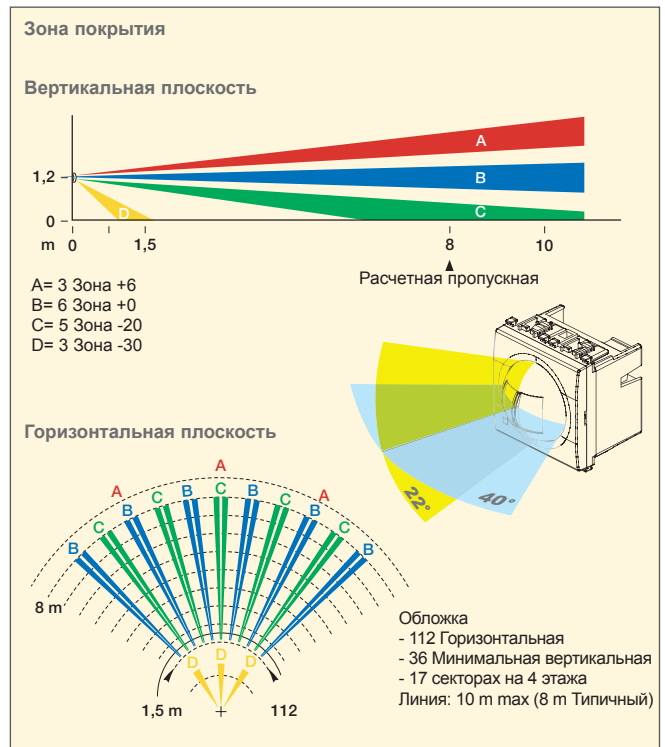 Зона покрытия
Вертикальная плоскость
A
1,2
B
D
C
0
m 0 1,5 8 10
Расчетная пропускная
A= 3 Зона +6
B= 6 Зона +0
C= 5 Зона -20
D= 3 Зона -30
22°
40°
Горизонтальная плоскость
A
A A
B C B C B C B C B C B
8 m
D D D
1,5 m 112
Обложка
- 112 Горизонтальная
- 36 Минимальная вертикальная
- 17 секторах на 4 этажа
Линия: 10 m max (8 m Типичный)